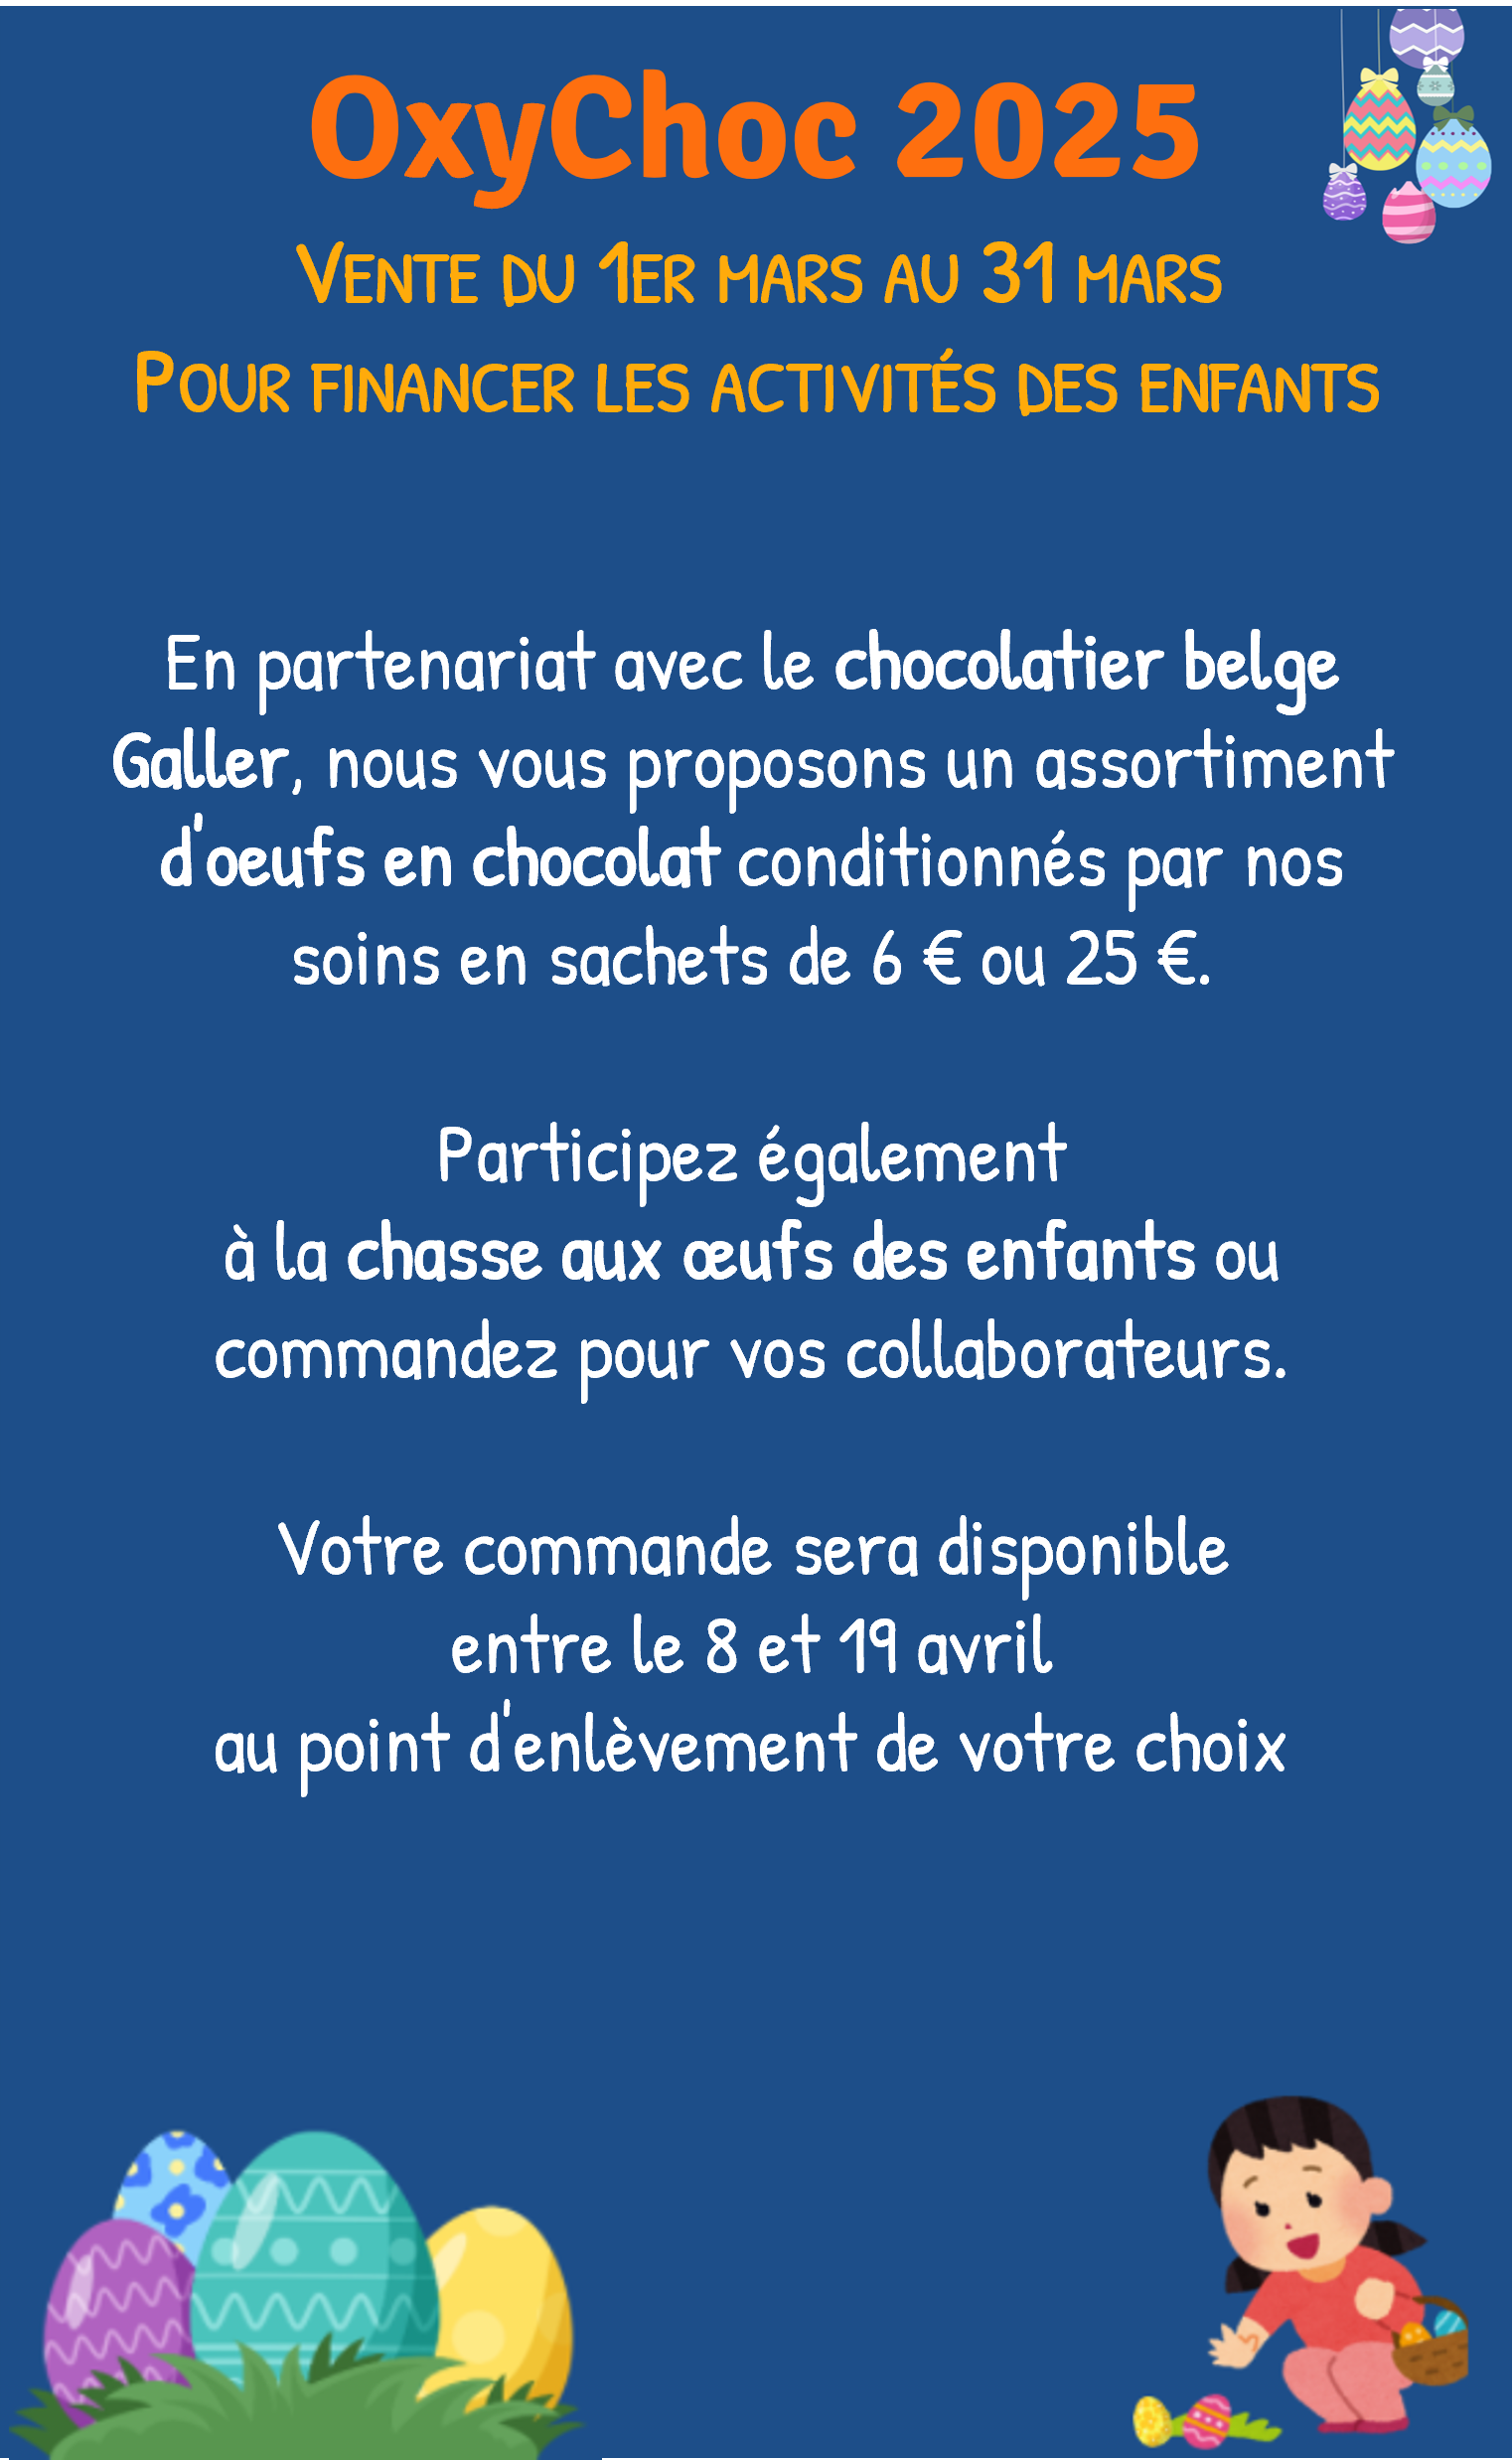 OxyChoc 2025
Vente du 1er mars au 31 mars
Pour financer les activités des enfants
En partenariat avec le chocolatier belge
Galler, nous vous proposons un assortiment
d'oeufs en chocolat conditionnés par nos
soins en sachets de 6 € ou 25 €.
Participez également
à la chasse aux œufs des enfants ou
commandez pour vos collaborateurs.
Votre commande sera disponible
entre le 8 et 19 avril
au point d'enlèvement de votre choix